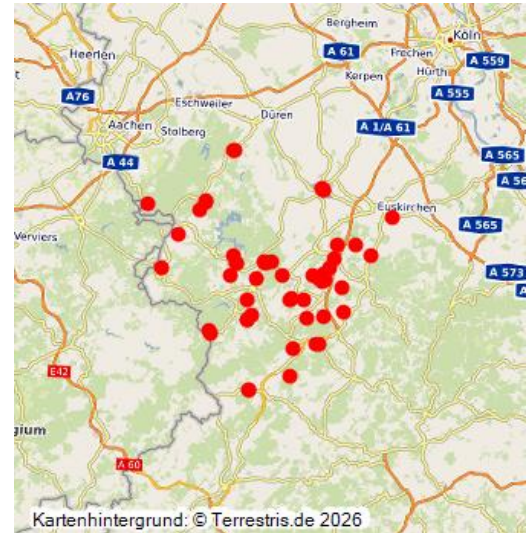 Bergheim
Köln
Heerlen
A 61
Frechen
A 559
Kerpen
Hürth
A76
A 555
Eschweiler
Düren
Aachen
Stolberg
A 1/A 61
A 44
A 565
A 56
Euskirchen
Verviers
A 565
A 573
A
E42
gium
A 60
Kartenhintergrund: © Terrestris.de 2026